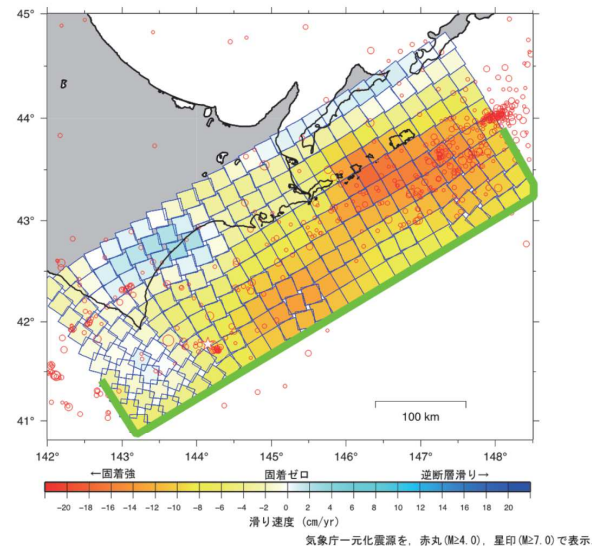 45°
44°
43°
42°
41°
100 km
142 143 144 145 146 147 148
←固着強 固着ゼロ 逆断層滑り→
-20 -18 -16 -14 -12 -10 -8 -6 -4 -2 0 2 4 6 8 10 12 14 16 18 20
滑り速度 (cm/yr)
気象庁一元化震源を, 赤丸(M≥4.0), 星印(M≥7.0)で表示.